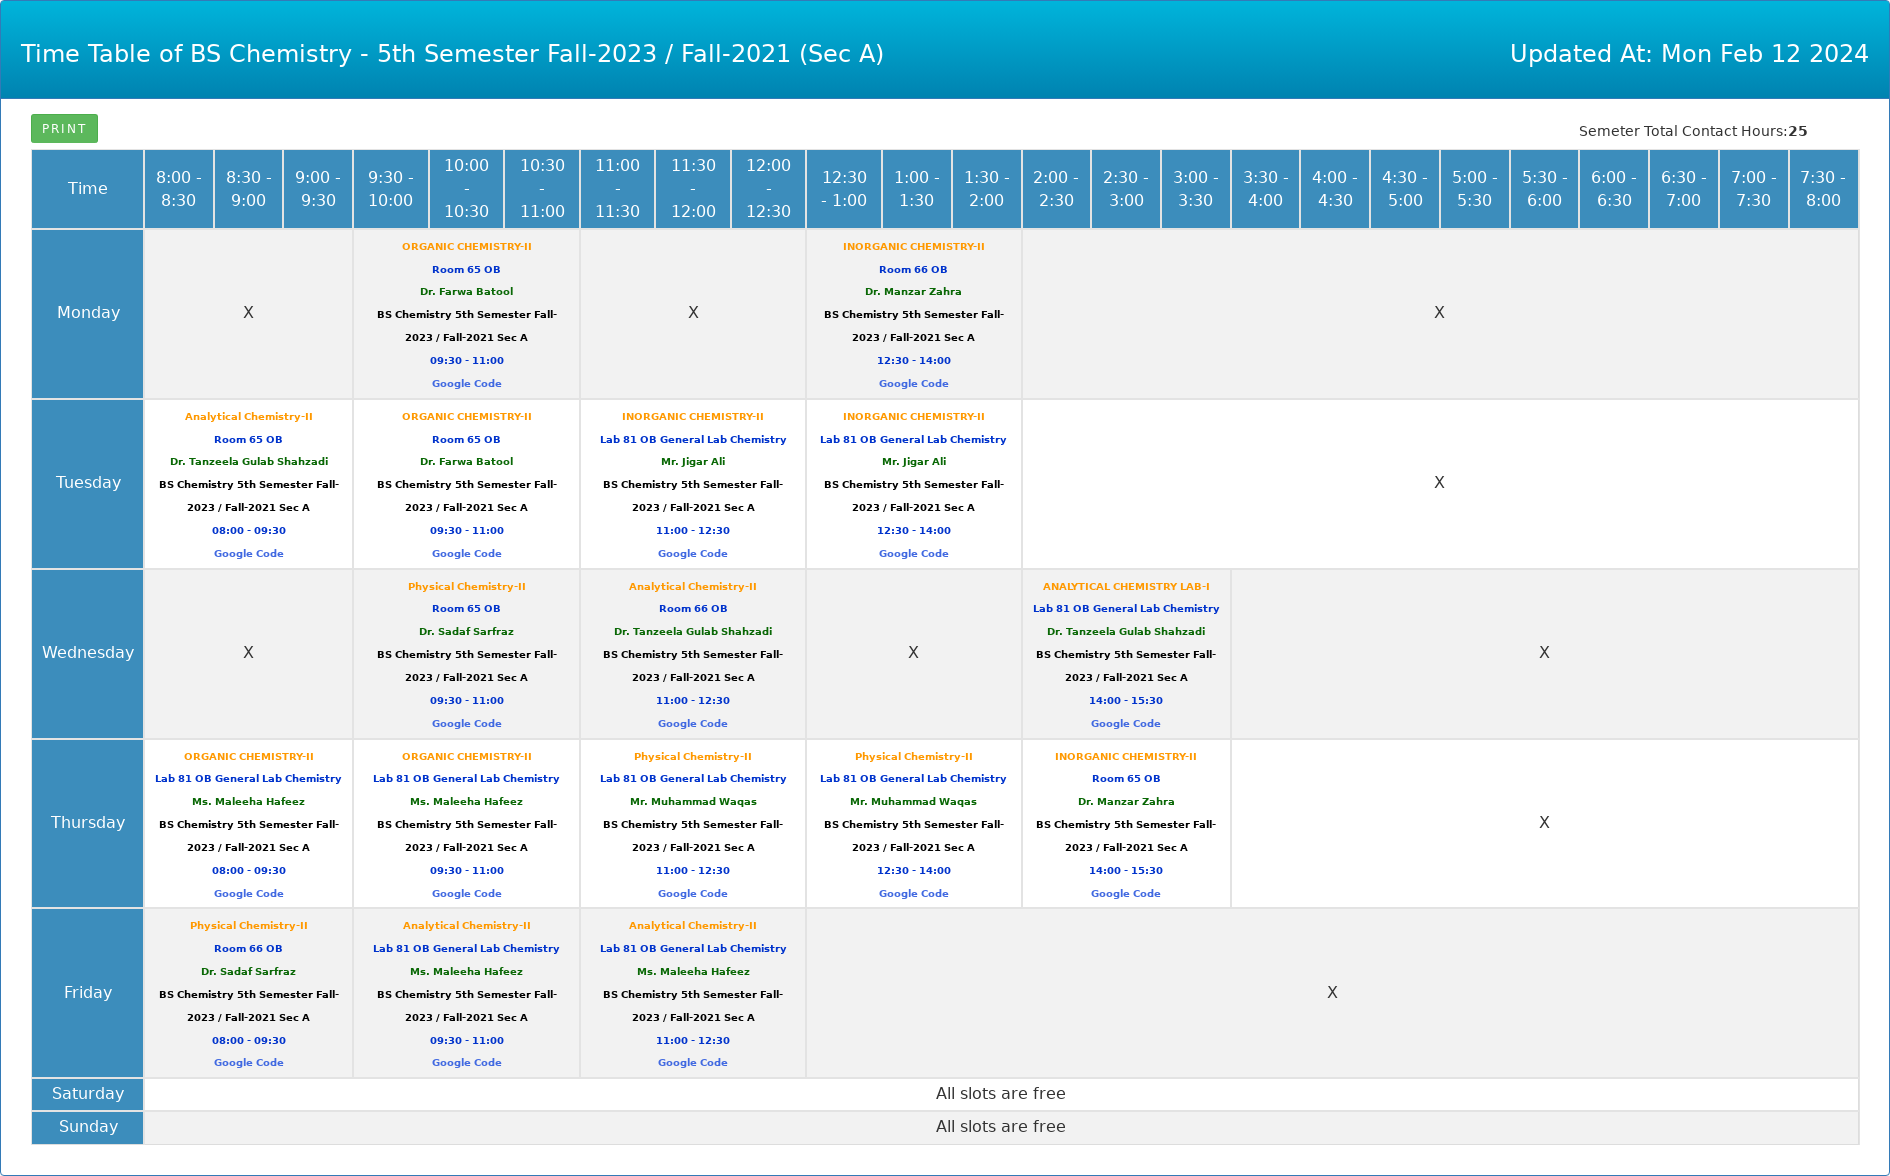 Time Table of BS Chemistry - 5th Semester Fall-2023 / Fall-2021 (Sec A)
Updated At: Mon Feb 12 2024
PRINT
Semeter Total Contact Hours:25
Time
8:00 -
8:30
8:30 -
9:00
9:00 -
9:30
9:30 -
10:00
10:00
-
10:30
10:30
-
11:00
11:00
-
11:30
11:30
-
12:00
12:00
-
12:30
12:30
- 1:00
1:00 -
1:30
1:30 -
2:00
2:00 -
2:30
2:30 -
3:00
3:00 -
3:30
3:30 -
4:00
4:00 -
4:30
4:30 -
5:00
5:00 -
5:30
5:30 -
6:00
6:00 -
6:30
6:30 -
7:00
7:00 -
7:30
7:30 -
8:00
Monday
X
ORGANIC CHEMISTRY-II
Room 65 OB
Dr. Farwa Batool
BS Chemistry 5th Semester Fall-
2023 / Fall-2021 Sec A
09:30 - 11:00
Google Code
X
INORGANIC CHEMISTRY-II
Room 66 OB
Dr. Manzar Zahra
BS Chemistry 5th Semester Fall-
2023 / Fall-2021 Sec A
12:30 - 14:00
Google Code
X
Tuesday
Analytical Chemistry-II
Room 65 OB
Dr. Tanzeela Gulab Shahzadi
BS Chemistry 5th Semester Fall-
2023 / Fall-2021 Sec A
08:00 - 09:30
Google Code
ORGANIC CHEMISTRY-II
Room 65 OB
Dr. Farwa Batool
BS Chemistry 5th Semester Fall-
2023 / Fall-2021 Sec A
09:30 - 11:00
Google Code
INORGANIC CHEMISTRY-II
Lab 81 OB General Lab Chemistry
Mr. Jigar Ali
BS Chemistry 5th Semester Fall-
2023 / Fall-2021 Sec A
11:00 - 12:30
Google Code
INORGANIC CHEMISTRY-II
Lab 81 OB General Lab Chemistry
Mr. Jigar Ali
BS Chemistry 5th Semester Fall-
2023 / Fall-2021 Sec A
12:30 - 14:00
Google Code
X
Wednesday
X
Physical Chemistry-II
Room 65 OB
Dr. Sadaf Sarfraz
BS Chemistry 5th Semester Fall-
2023 / Fall-2021 Sec A
09:30 - 11:00
Google Code
Analytical Chemistry-II
Room 66 OB
Dr. Tanzeela Gulab Shahzadi
BS Chemistry 5th Semester Fall-
2023 / Fall-2021 Sec A
11:00 - 12:30
Google Code
X
ANALYTICAL CHEMISTRY LAB-I
Lab 81 OB General Lab Chemistry
Dr. Tanzeela Gulab Shahzadi
BS Chemistry 5th Semester Fall-
2023 / Fall-2021 Sec A
14:00 - 15:30
Google Code
X
Thursday
ORGANIC CHEMISTRY-II
Lab 81 OB General Lab Chemistry
Ms. Maleeha Hafeez
BS Chemistry 5th Semester Fall-
2023 / Fall-2021 Sec A
08:00 - 09:30
Google Code
ORGANIC CHEMISTRY-II
Lab 81 OB General Lab Chemistry
Ms. Maleeha Hafeez
BS Chemistry 5th Semester Fall-
2023 / Fall-2021 Sec A
09:30 - 11:00
Google Code
Physical Chemistry-II
Lab 81 OB General Lab Chemistry
Mr. Muhammad Waqas
BS Chemistry 5th Semester Fall-
2023 / Fall-2021 Sec A
11:00 - 12:30
Google Code
Physical Chemistry-II
Lab 81 OB General Lab Chemistry
Mr. Muhammad Waqas
BS Chemistry 5th Semester Fall-
2023 / Fall-2021 Sec A
12:30 - 14:00
Google Code
INORGANIC CHEMISTRY-II
Room 65 OB
Dr. Manzar Zahra
BS Chemistry 5th Semester Fall-
2023 / Fall-2021 Sec A
14:00 - 15:30
Google Code
X
Friday
Physical Chemistry-II
Room 66 OB
Dr. Sadaf Sarfraz
BS Chemistry 5th Semester Fall-
2023 / Fall-2021 Sec A
08:00 - 09:30
Google Code
Analytical Chemistry-II
Lab 81 OB General Lab Chemistry
Ms. Maleeha Hafeez
BS Chemistry 5th Semester Fall-
2023 / Fall-2021 Sec A
09:30 - 11:00
Google Code
Analytical Chemistry-II
Lab 81 OB General Lab Chemistry
Ms. Maleeha Hafeez
BS Chemistry 5th Semester Fall-
2023 / Fall-2021 Sec A
11:00 - 12:30
Google Code
X
Saturday
All slots are free
Sunday
All slots are free